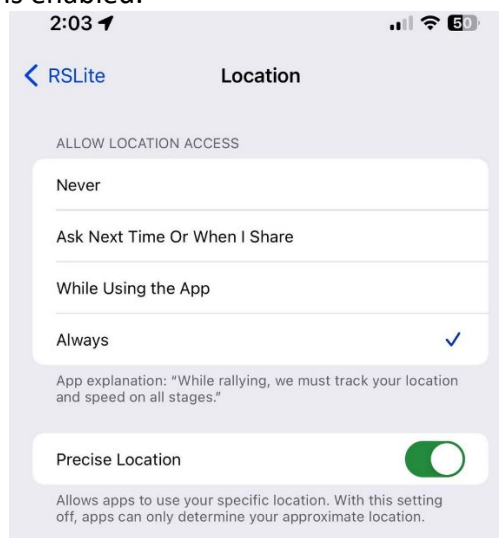 is enabled.
2:03
50
RSLite
Location
ALLOW LOCATION ACCESS
Never
Ask Next Time Or When I Share
While Using the App
Always
App explanation: "While rallying, we must track your location
and speed on all stages."
Precise Location
Allows apps to use your specific location. With this setting
off, apps can only determine your approximate location.